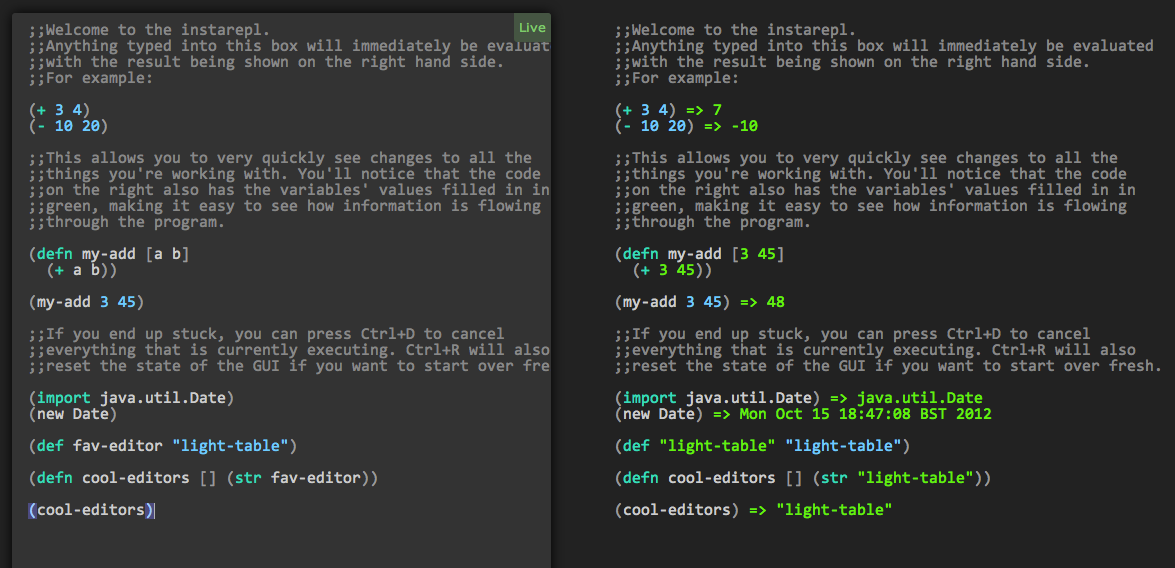 Live
;;Welcome to the instarepl.
;;Anything typed into this box will immediately be evaluat
;;with the result being shown on the right hand side.
;;For example:
(+ 3 4)
(- 10 20)
;;This allows you to very quickly see changes to all the
;;things you're working with. You'll notice that the code
;;on the right also has the variables' values filled in in
;;green, making it easy to see how information is flowing
;;through the program.
(defn my-add [a b]
  (+ a b))
(my-add 3 45)
;;If you end up stuck, you can press Ctrl+D to cancel
;;everything that is currently executing. Ctrl+R will also
;;reset the state of the GUI if you want to start over fre
(import java.util.Date)
(new Date)
(def fav-editor "light-table")
(defn cool-editors [] (str fav-editor))
(cool-editors)
;;Welcome to the instarepl.
;;Anything typed into this box will immediately be evaluated
;;with the result being shown on the right hand side.
;;For example:
(+ 3 4) => 7
(- 10 20) => -10
;;This allows you to very quickly see changes to all the
;;things you're working with. You'll notice that the code
;;on the right also has the variables' values filled in in
;;green, making it easy to see how information is flowing
;;through the program.
(defn my-add [3 45]
  (+ 3 45))
(my-add 3 45) => 48
;;If you end up stuck, you can press Ctrl+D to cancel
;;everything that is currently executing. Ctrl+R will also
;;reset the state of the GUI if you want to start over fresh.
(import java.util.Date) => java.util.Date
(new Date) => Mon Oct 15 18:47:08 BST 2012
(def "light-table" "light-table")
(defn cool-editors [] (str "light-table"))
(cool-editors) => "light-table"